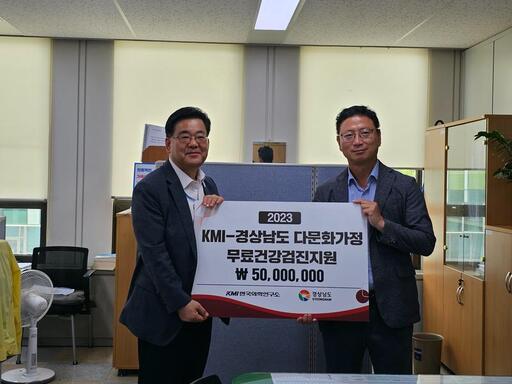 2023
KMI-경상남도 다문화가정
무료건강검진지원
₩ 50,000,000
KMI 한국의학연구소 경상남도